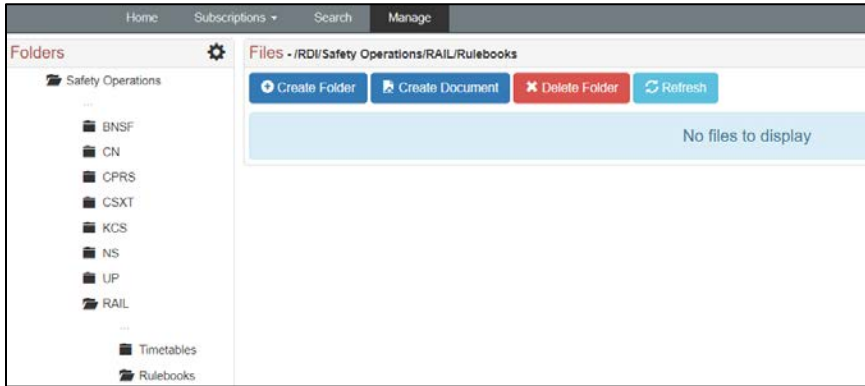 Home Subscriptions Search Manage
Folders
Files - /RDI/Safety Operations/RAIL/Rulebooks
Safety Operations
...
BNSF
CN
CPRS
CSXT
KCS
NS
UP
RAIL
...
Timetables
Rulebooks
Create Folder Create Document Delete Folder Refresh
No files to display